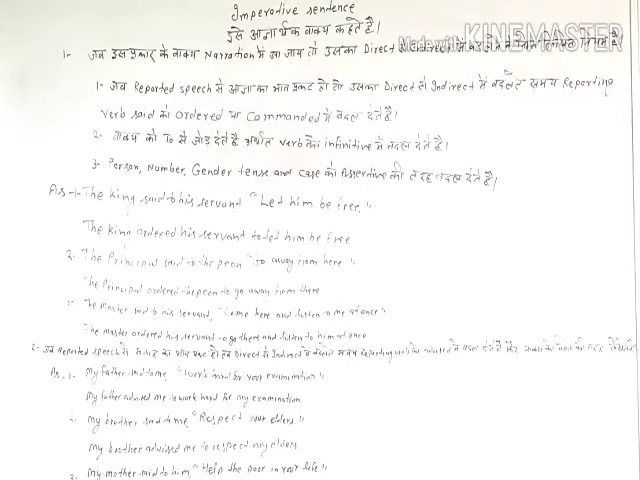 Imperative sentence
इसे आज्ञार्थक वाक्य कहते है।
Made with KINEMASTER
1- जब इस प्रकार के वाक्य Narration में आ जाय तो उसका Direct से Indirect में
1- जब Reported speech से आज्ञा का भाव प्रकट हो तो उसका Direct से Indirect में बदलते समय Reporting
verb said को ordered या Commanded में बदल देते है।
2- वाक्य को To से जोड़ देते है अर्थात verb को infinitive में बदल देते है।
3- Person, Number, Gender tense and case को Assertive की तरह बदल देते है।
As -1- The king said to his servant "Let him be free."
The king ordered his servant to let him be free
2- The Principal said to the peon "Go away from here"
The Principal ordered the peon to go away from there
The master said to his servant, "Come here and listen to me at once"
The master ordered his servant to go there and listen to him at once
2- जब Reported speech से का भाव प्रकट हो तब Direct से Indirect में बदलते समय Reporting verb को advised में बदल देते है
As - 1- My father said to me, "Work hard for your examination."
My father advised me to work hard for my examination.
2- My brother said to me, "Respect your elders."
My brother advised me to respect my elders.
3- My mother said to him, "Help the poor in your life".